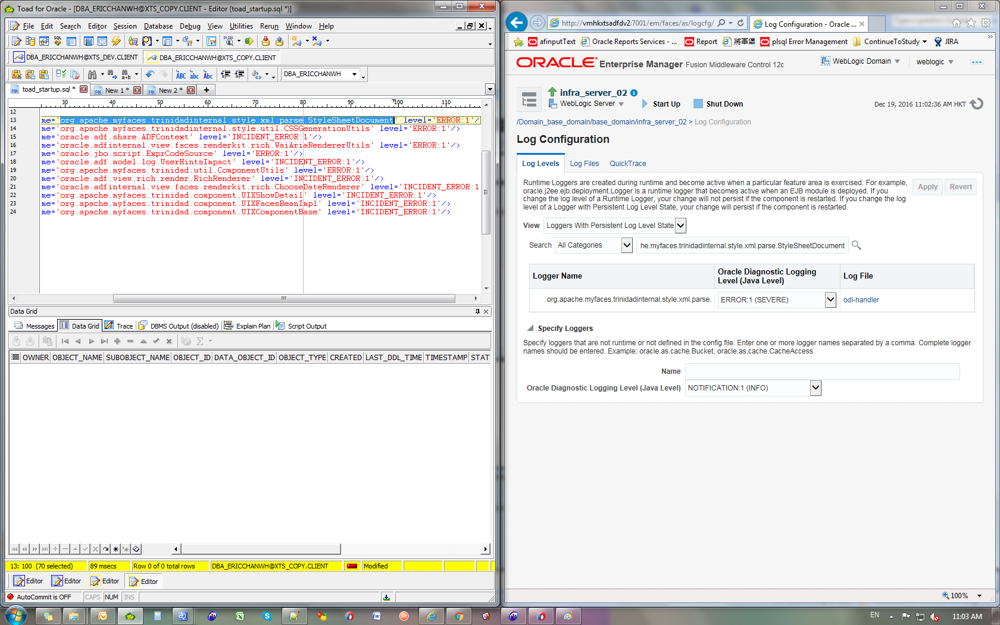 Toad for Oracle - [DBA_ERICCHANWH@XTS_COPY.CLIENT - Editor (toad_startup.sql *)]
File Edit Search Editor Session Database Debug View Utilities Rerun Window Help
DBA_ERICCHANWH@XTS_DEV.CLIENT DBA_ERICCHANWH@XTS_COPY.CLIENT
DBA_ERICCHANWH
toad_startup.sql * New 1 * New 2 *
30 40 50 60 70 80 90 100 110
12
13 me='org.apache.myfaces.trinidadinternal.style.xml.parse.StyleSheetDocument' level='ERROR:1'/
14 me='org.apache.myfaces.trinidadinternal.style.util.CSSGenerationUtils' level='ERROR:1'/>
15 me='oracle.adf.share.ADFContext' level='INCIDENT_ERROR:1'/>
16 me='oracle.adfinternal.view.faces.renderkit.rich.WaiAriaRendererUtils' level='ERROR:1'/>
17 me='oracle.jbo.script.ExprCodeSource' level='ERROR:1'/>
18 me='oracle.adf.model.log.UserHintsImpact' level='INCIDENT_ERROR:1'/>
19 me='org.apache.myfaces.trinidad.util.ComponentUtils' level='ERROR:1'/>
20 me='oracle.adf.view.rich.render.RichRenderer' level='INCIDENT_ERROR:1'/>
21 me='oracle.adfinternal.view.faces.renderkit.rich.ChooseDateRenderer' level='INCIDENT_ERROR:1
22 me='org.apache.myfaces.trinidad.component.UIXShowDetail' level='INCIDENT_ERROR:1'/>
23 me='org.apache.myfaces.trinidad.component.UIXFacesBeanImpl' level='INCIDENT_ERROR:1'/>
24 me='org.apache.myfaces.trinidad.component.UIXComponentBase' level='INCIDENT_ERROR:1'/>
Data Grid
Messages Data Grid Trace DBMS Output (disabled) Explain Plan Script Output
OWNER OBJECT_NAME SUBOBJECT_NAME OBJECT_ID DATA_OBJECT_ID OBJECT_TYPE CREATED LAST_DDL_TIME TIMESTAMP STAT
13: 100 (70 selected) 89 msecs Row 0 of 0 total rows DBA_ERICCHANWH@XTS_COPY.CLIENT Modified
Editor Editor Editor Editor
AutoCommit is OFF CAPS NUM INS
http://vmhkxtsadfdv2:7001/em/faces/as/logcfg/ Log Configuration - Oracle ...
afinputText Oracle Reports Services - ... Report 將軍堡 plsql Error Management ContinueToStudy JIRA
ORACLE Enterprise Manager Fusion Middleware Control 12c WebLogic Domain weblogic
infra_server_02
WebLogic Server Start Up Shut Down Dec 19, 2016 11:02:36 AM HKT
/Domain_base_domain/base_domain/infra_server_02 > Log Configuration
Log Configuration
Log Levels Log Files QuickTrace
Runtime Loggers are created during runtime and become active when a particular feature area is exercised. For example,
oracle.j2ee.ejb.deployment.Logger is a runtime logger that becomes active when an EJB module is deployed. If you
change the log level of a Runtime Logger, your change will not persist if the component is restarted. If you change the log
level of a Logger with Persistent Log Level State, your change will persist if the component is restarted.
Apply Revert
View Loggers With Persistent Log Level State
Search All Categories he.myfaces.trinidadinternal.style.xml.parse.StyleSheetDocument
Logger Name Oracle Diagnostic Logging Level (Java Level) Log File
org.apache.myfaces.trinidadinternal.style.xml.parse. ERROR:1 (SEVERE) odl-handler
Specify Loggers
Specify loggers that are not runtime or not defined in the config file. Enter one or more logger names separated by a comma. Complete logger
names should be entered. Example: oracle.as.cache.Bucket, oracle.as.cache.CacheAccess
Name
Oracle Diagnostic Logging Level (Java Level) NOTIFICATION:1 (INFO)
100%
EN 11:03 AM